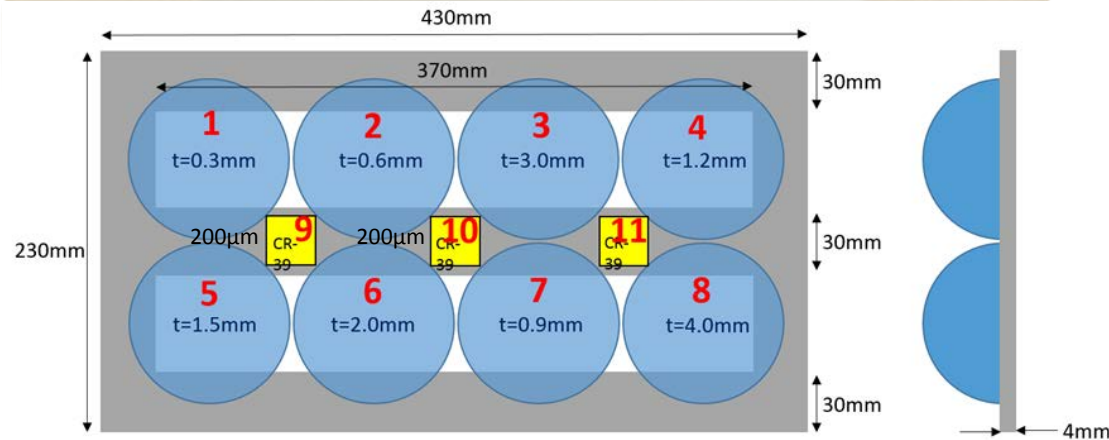 430mm
370mm
30mm
1
2
3
4
t=0.3mm
t=0.6mm
t=3.0mm
t=1.2mm
9
10
11
200μm
200μm
CR-
39
CR-
39
CR-
39
230mm
30mm
5
6
7
8
t=1.5mm
t=2.0mm
t=0.9mm
t=4.0mm
30mm
4mm